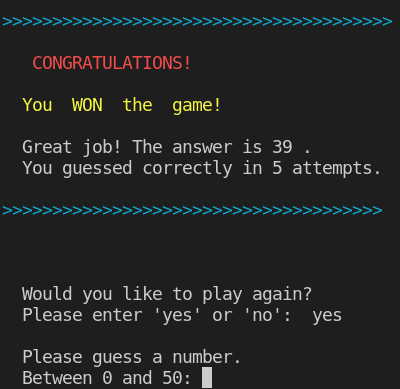 >>>>>>>>>>>>>>>>>>>>>>>>>>>>>>>>>>>>>>>
CONGRATULATIONS!
You  WON  the  game!
Great job! The answer is 39 .
You guessed correctly in 5 attempts.
>>>>>>>>>>>>>>>>>>>>>>>>>>>>>>>>>>>>>>
Would you like to play again?
Please enter 'yes' or 'no':  yes
Please guess a number.
Between 0 and 50: